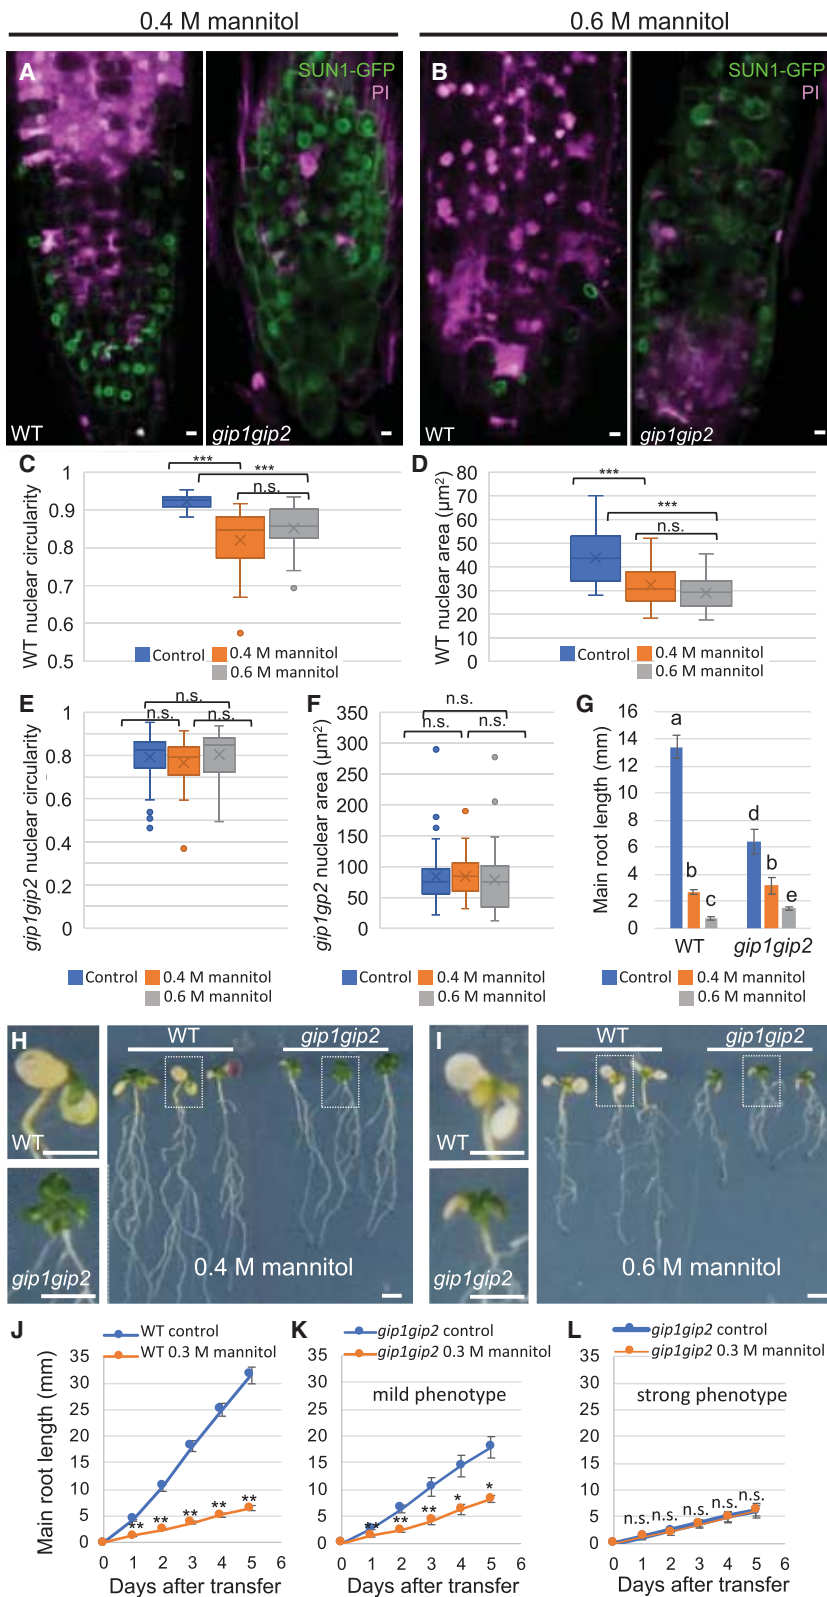 0.4 M mannitol
0.6 M mannitol
A
SUN1-GFP
PI
WT
gip1gip2
B
SUN1-GFP
PI
WT
gip1gip2
C
WT nuclear circularity
1
0.9
0.8
0.7
0.6
0.5
***
***
n.s.
Control
0.4 M mannitol
0.6 M mannitol
D
WT nuclear area (µm²)
80
70
60
50
40
30
20
10
0
***
***
n.s.
Control
0.4 M mannitol
0.6 M mannitol
E
gip1gip2 nuclear circularity
1
0.8
0.6
0.4
0.2
0
n.s.
n.s.
n.s.
Control
0.4 M mannitol
0.6 M mannitol
F
gip1gp2 nuclear area (µm²)
350
300
250
200
150
100
50
0
n.s.
n.s.
n.s.
Control
0.4 M mannitol
0.6 M mannitol
G
Main root length (mm)
16
14
12
10
8
6
4
2
0
a
b
c
d
b
e
WT
gip1gip2
Control
0.4 M mannitol
0.6 M mannitol
H
WT
gip1gip2
WT
gip1gip2
0.4 M mannitol
I
WT
gip1gip2
WT
gip1gip2
0.6 M mannitol
J
WT control
WT 0.3 M mannitol
Main root length (mm)
35
30
25
20
15
10
5
0
** ** ** ** **
0 1 2 3 4 5 6
Days after transfer
K
gip1gip2 control
gip1gip2 0.3 M mannitol
mild phenotype
35
30
25
20
15
10
5
0
** ** ** * *
0 1 2 3 4 5 6
Days after transfer
L
gip1gip2 control
gip1gip2 0.3 M mannitol
strong phenotype
35
30
25
20
15
10
5
0
n.s. n.s. n.s. n.s. n.s.
0 1 2 3 4 5 6
Days after transfer